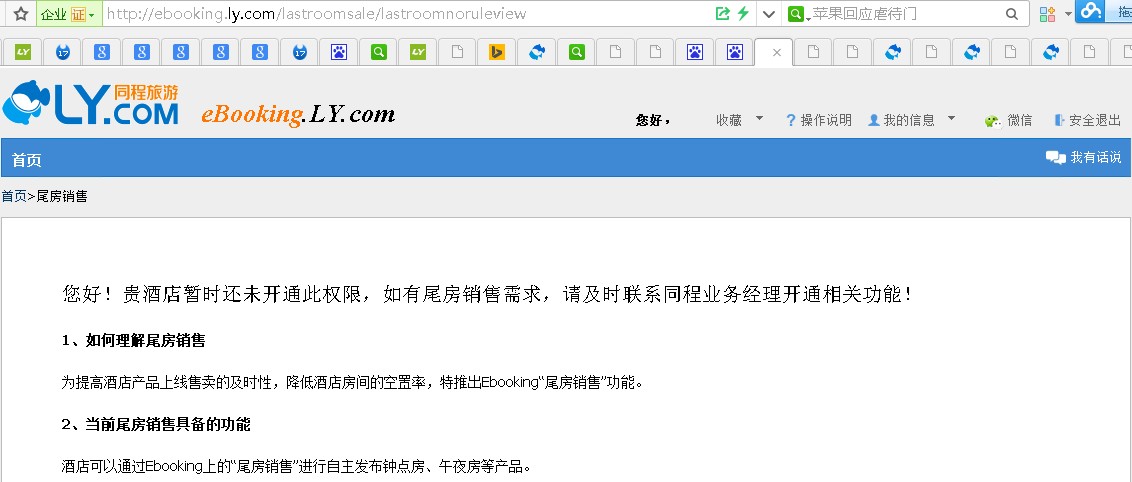 企业 证 http://ebooking.ly.com/lastroomsale/lastroomnoruleview 苹果回应虐待门
LY 17 g g g g g 17 LY
LY.COM 同程旅游 eBooking.LY.com 您好， 收藏 ? 操作说明 我的信息 微信 安全退出
首页 我有话说
首页>尾房销售
您好！贵酒店暂时还未开通此权限，如有尾房销售需求，请及时联系同程业务经理开通相关功能！
1、如何理解尾房销售
为提高酒店产品上线售卖的及时性，降低酒店房间的空置率，特推出Ebooking“尾房销售”功能。
2、当前尾房销售具备的功能
酒店可以通过Ebooking上的“尾房销售”进行自主发布钟点房、午夜房等产品。